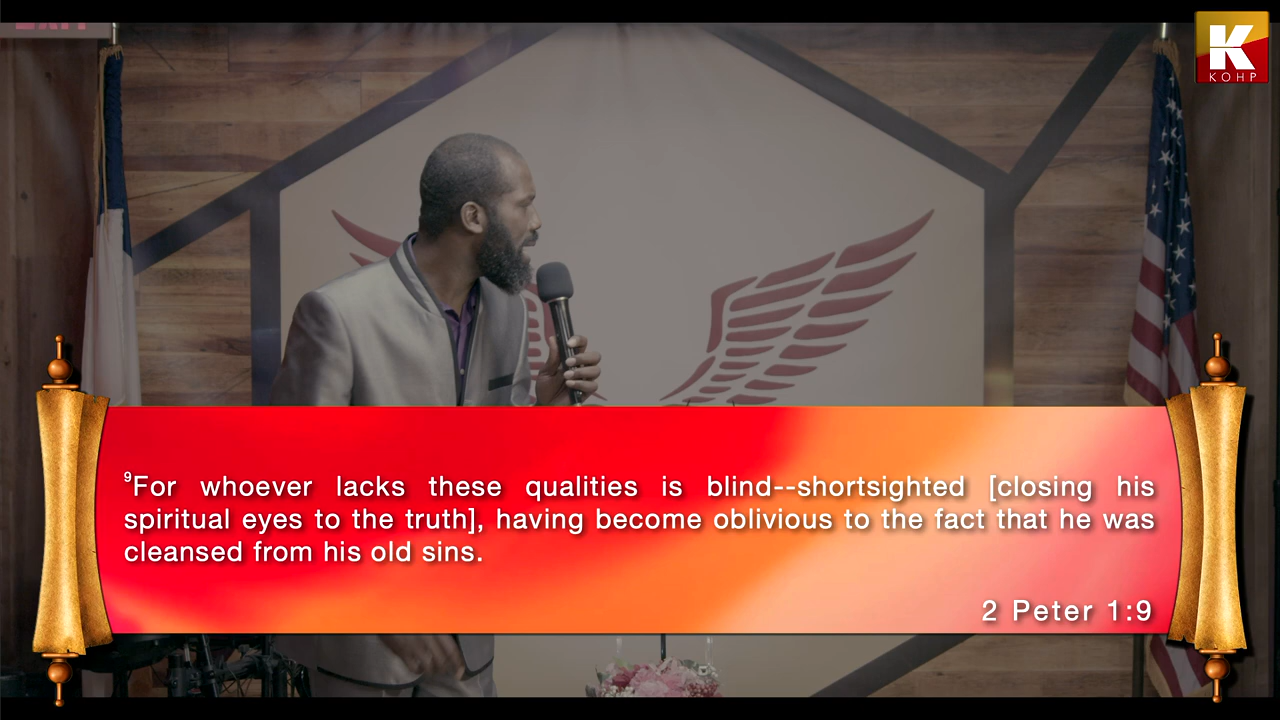 EXIT
K
KOHP
⁹For whoever lacks these qualities is blind--shortsighted [closing his
spiritual eyes to the truth], having become oblivious to the fact that he was
cleansed from his old sins.
2 Peter 1:9